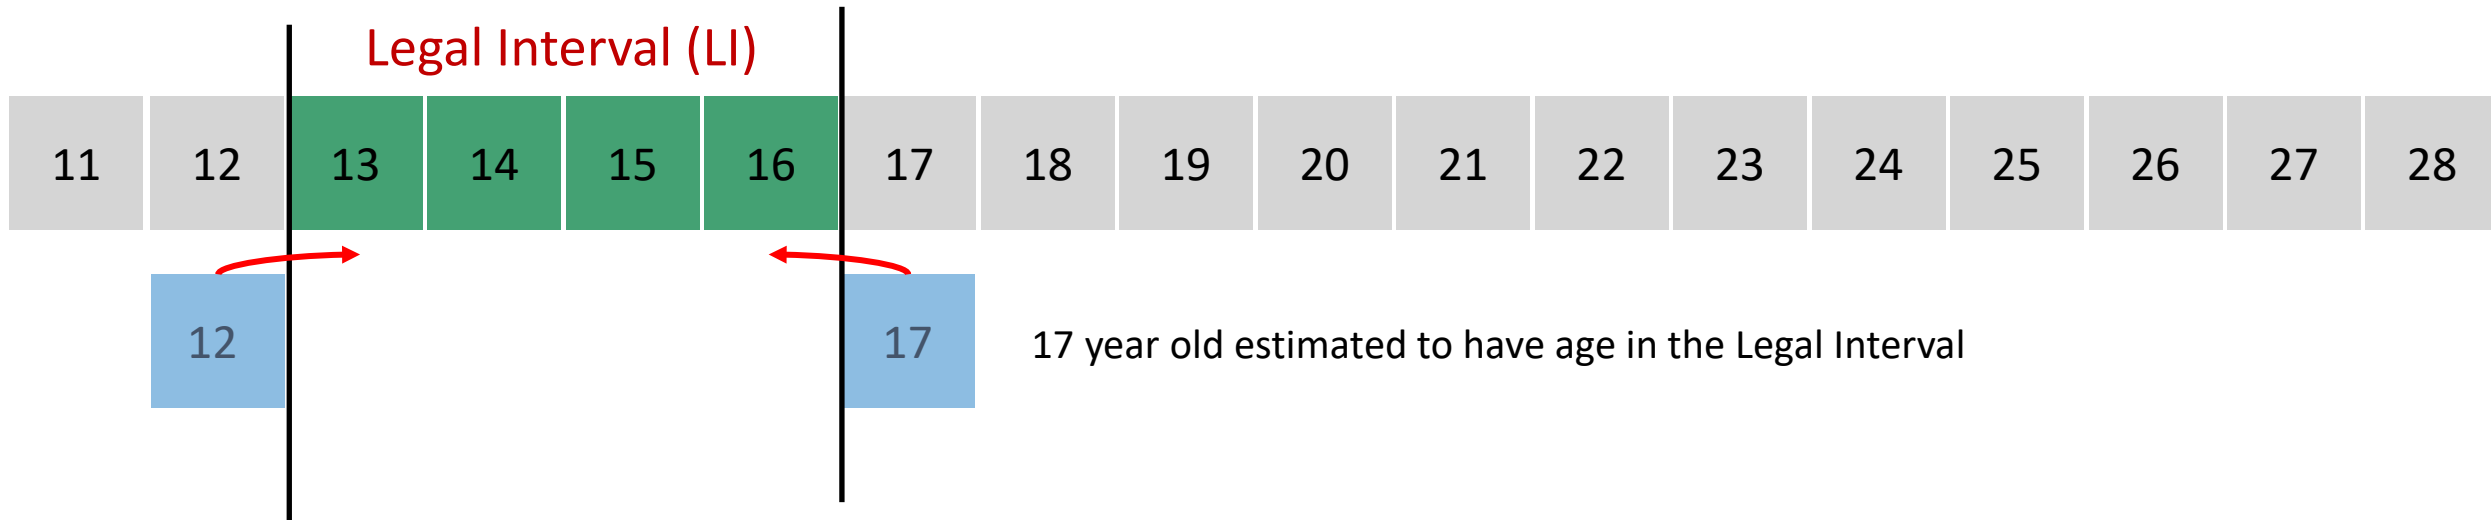 Legal Interval (LI)
11 12 13 14 15 16 17 18 19 20 21 22 23 24 25 26 27 28
12 17 17 year old estimated to have age in the Legal Interval